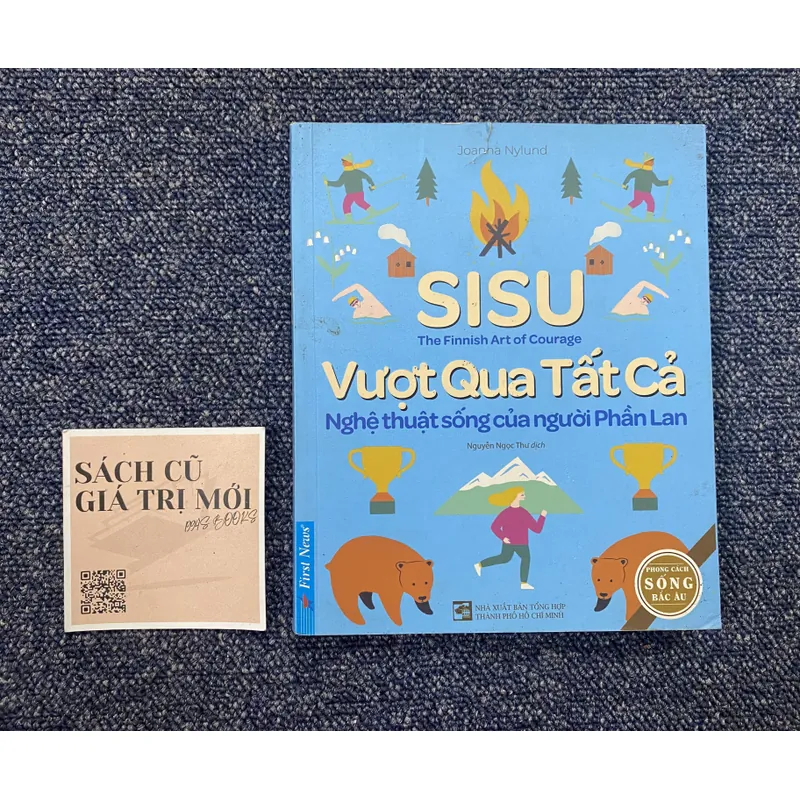 Joanna Nylund
SISU
The Finnish Art of Courage
Vượt Qua Tất Cả
Nghệ thuật sống của người Phần Lan
Nguyễn Ngọc Thư dịch
First News
NHÀ XUẤT BẢN TỔNG HỢP
THÀNH PHỐ HỒ CHÍ MINH
PHONG CÁCH
SỐNG
BẮC ÂU
SÁCH CŨ
GIÁ TRỊ MỚI